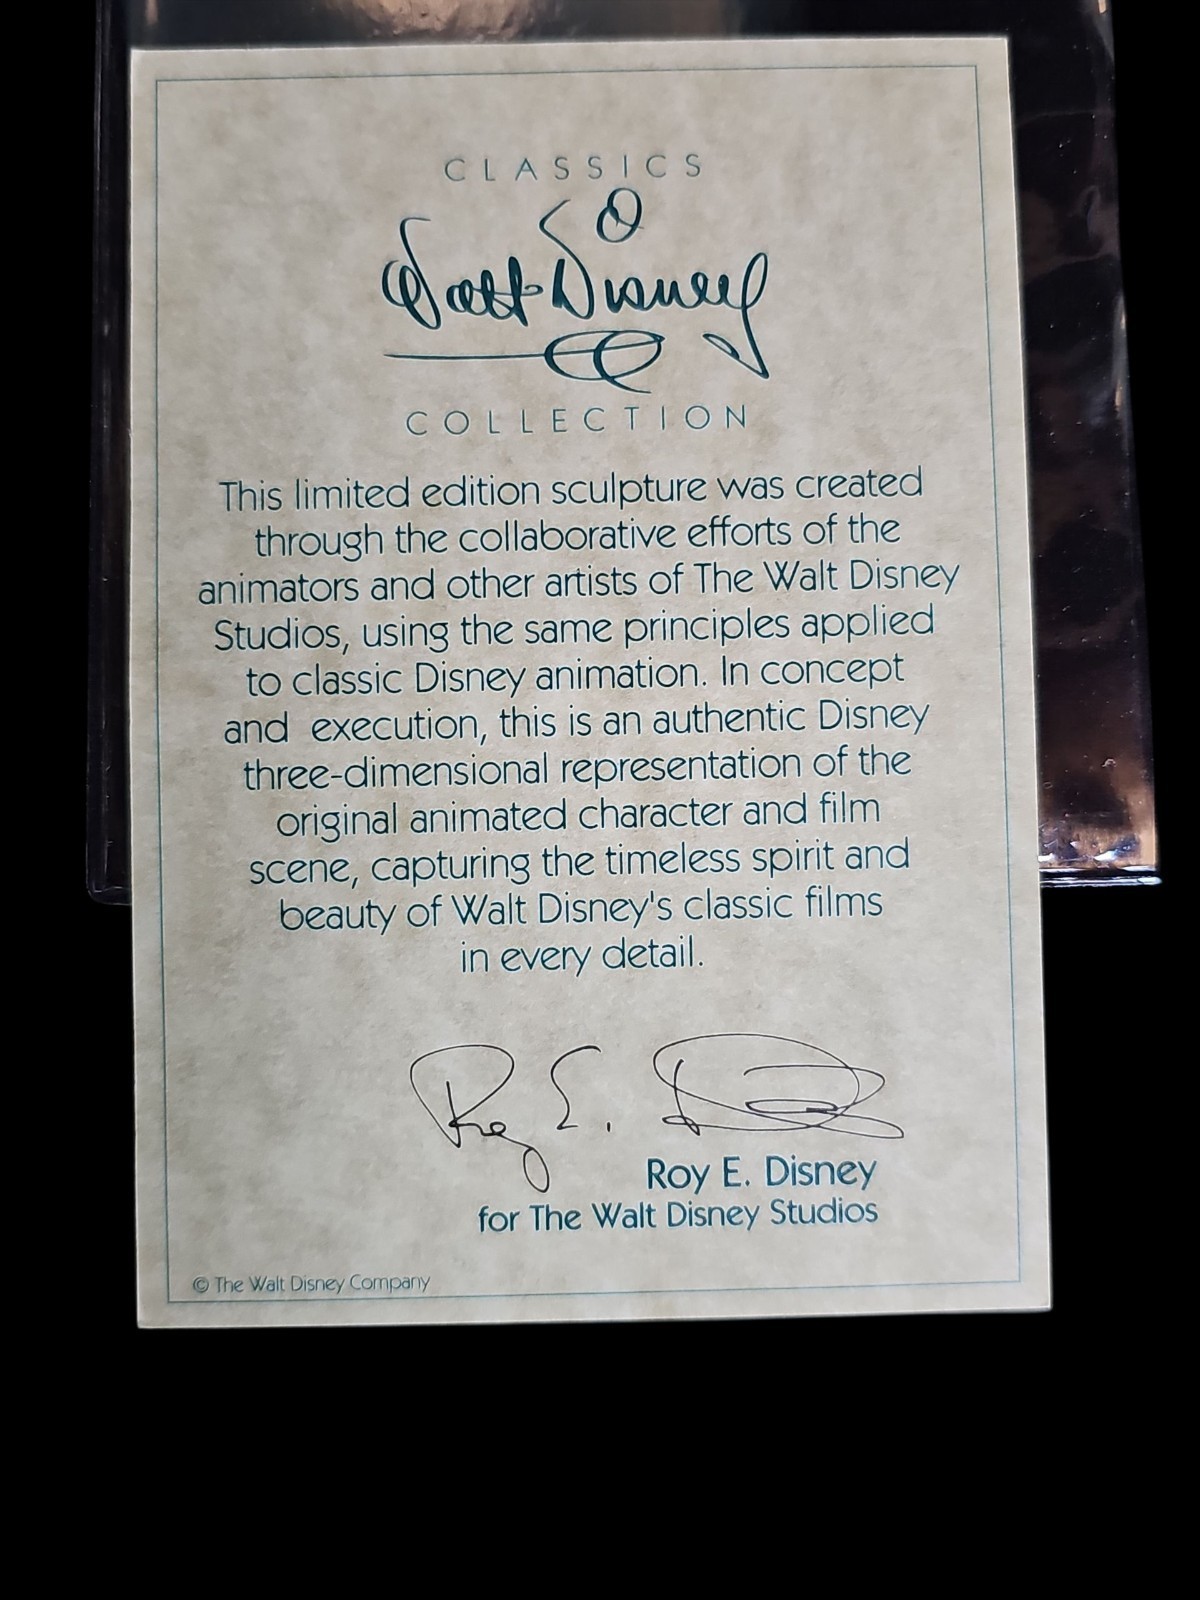 CLASSICS
Walt Disney
COLLECTION
This limited edition sculpture was created
through the collaborative efforts of the
animators and other artists of The Walt Disney
Studios, using the same principles applied
to classic Disney animation. In concept
and execution, this is an authentic Disney
three-dimensional representation of the
original animated character and film
scene, capturing the timeless spirit and
beauty of Walt Disney's classic films
in every detail.
Roy E. Disney
Roy E. Disney
for The Walt Disney Studios
© The Walt Disney Company